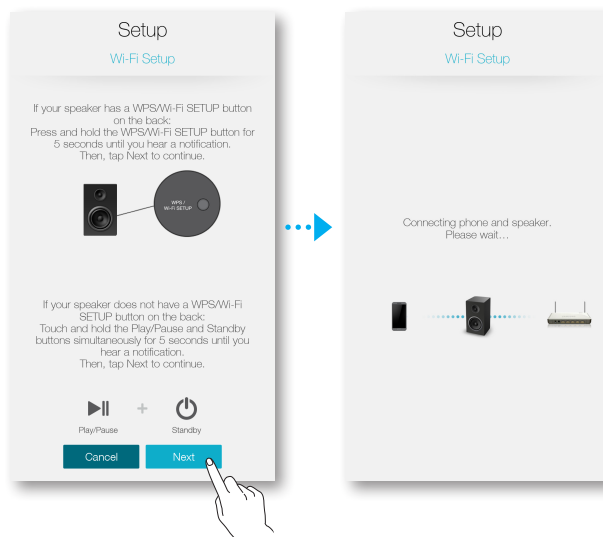 Setup
Wi-Fi Setup
If your speaker has a WPS/Wi-Fi SETUP button
on the back:
Press and hold the WPS/Wi-Fi SETUP button for
5 seconds until you hear a notification.
Then, tap Next to continue.
WPS /
Wi-Fi SETUP
If your speaker does not have a WPS/Wi-Fi
SETUP button on the back:
Touch and hold the Play/Pause and Standby
buttons simultaneously for 5 seconds until you
hear a notification.
Then, tap Next to continue.
+
Play/Pause
Standby
Cancel
Next
Setup
Wi-Fi Setup
Connecting phone and speaker.
Please wait…